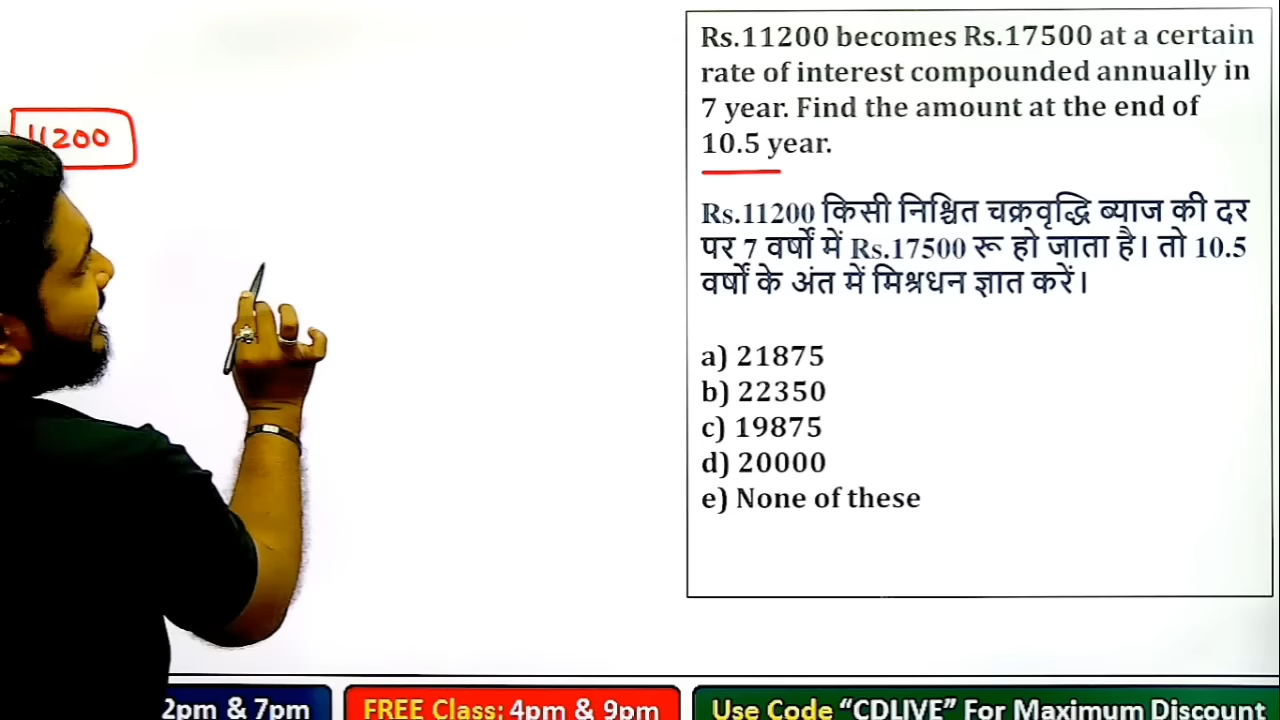 11200
Rs.11200 becomes Rs.17500 at a certain
rate of interest compounded annually in
7 year. Find the amount at the end of
10.5 year.
Rs.11200 किसी निश्चित चक्रवृद्धि ब्याज की दर
पर 7 वर्षों में Rs.17500 रू हो जाता है। तो 10.5
वर्षों के अंत में मिश्रधन ज्ञात करें।
a) 21875
b) 22350
c) 19875
d) 20000
e) None of these
2pm & 7pm
FREE Class: 4pm & 9pm
Use Code “CDLIVE” For Maximum Discount